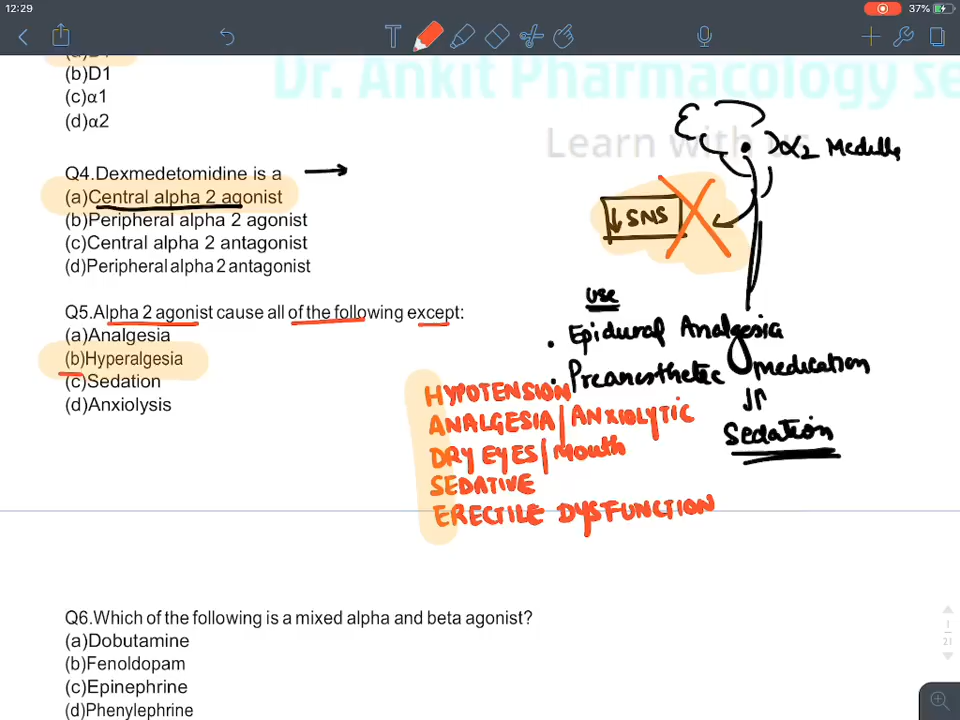 12:29
37%
T
Dr. Ankit Pharmacology se
Learn with us
(b)D1
(c)α1
(d)α2
Q4.Dexmedetomidine is a
(a)Central alpha 2 agonist
(b)Peripheral alpha 2 agonist
(c)Central alpha 2 antagonist
(d)Peripheral alpha 2 antagonist
α2 Medulla
↓ SNS
Q5.Alpha 2 agonist cause all of the following except:
(a)Analgesia
(b)Hyperalgesia
(c)Sedation
(d)Anxiolysis
use
• Epidural Analgesia
• Preanesthetic medication
Sedation
HYPOTENSION
ANALGESIA/ANXIOLYTIC
DRY EYES/Mouth
SEDATIVE
ERECTILE DYSFUNCTION
Q6.Which of the following is a mixed alpha and beta agonist?
(a)Dobutamine
(b)Fenoldopam
(c)Epinephrine
(d)Phenylephrine
1
21